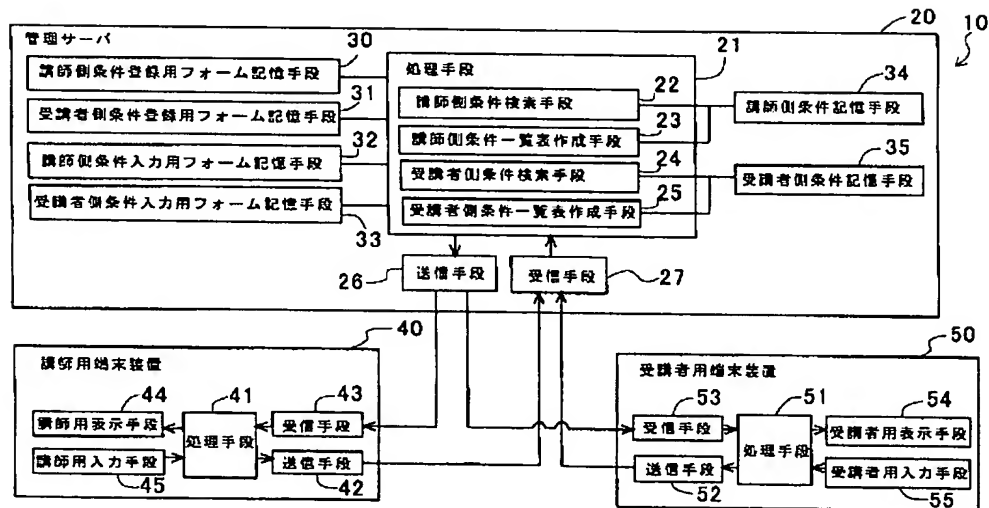 20
10
管理サーバ
30
講師側条件登録用フォーム記憶手段
31
受講者側条件登録用フォーム記憶手段
32
講師側条件入力用フォーム記憶手段
受講者側条件入力用フォーム記憶手段
33
21
処理手段
22
講師側条件検索手段
23
講師側条件一覧表作成手段
24
受講者側条件検索手段
25
受講者側条件一覧表作成手段
34
講師側条件記憶手段
35
受講者側条件記憶手段
26
送信手段
受信手段
27
40
講師用端末装置
44
講師用表示手段
講師用入力手段
45
41
処理手段
43
受信手段
送信手段
42
50
受講者用端末装置
53
受信手段
送信手段
52
51
処理手段
54
受講者用表示手段
受講者用入力手段
55